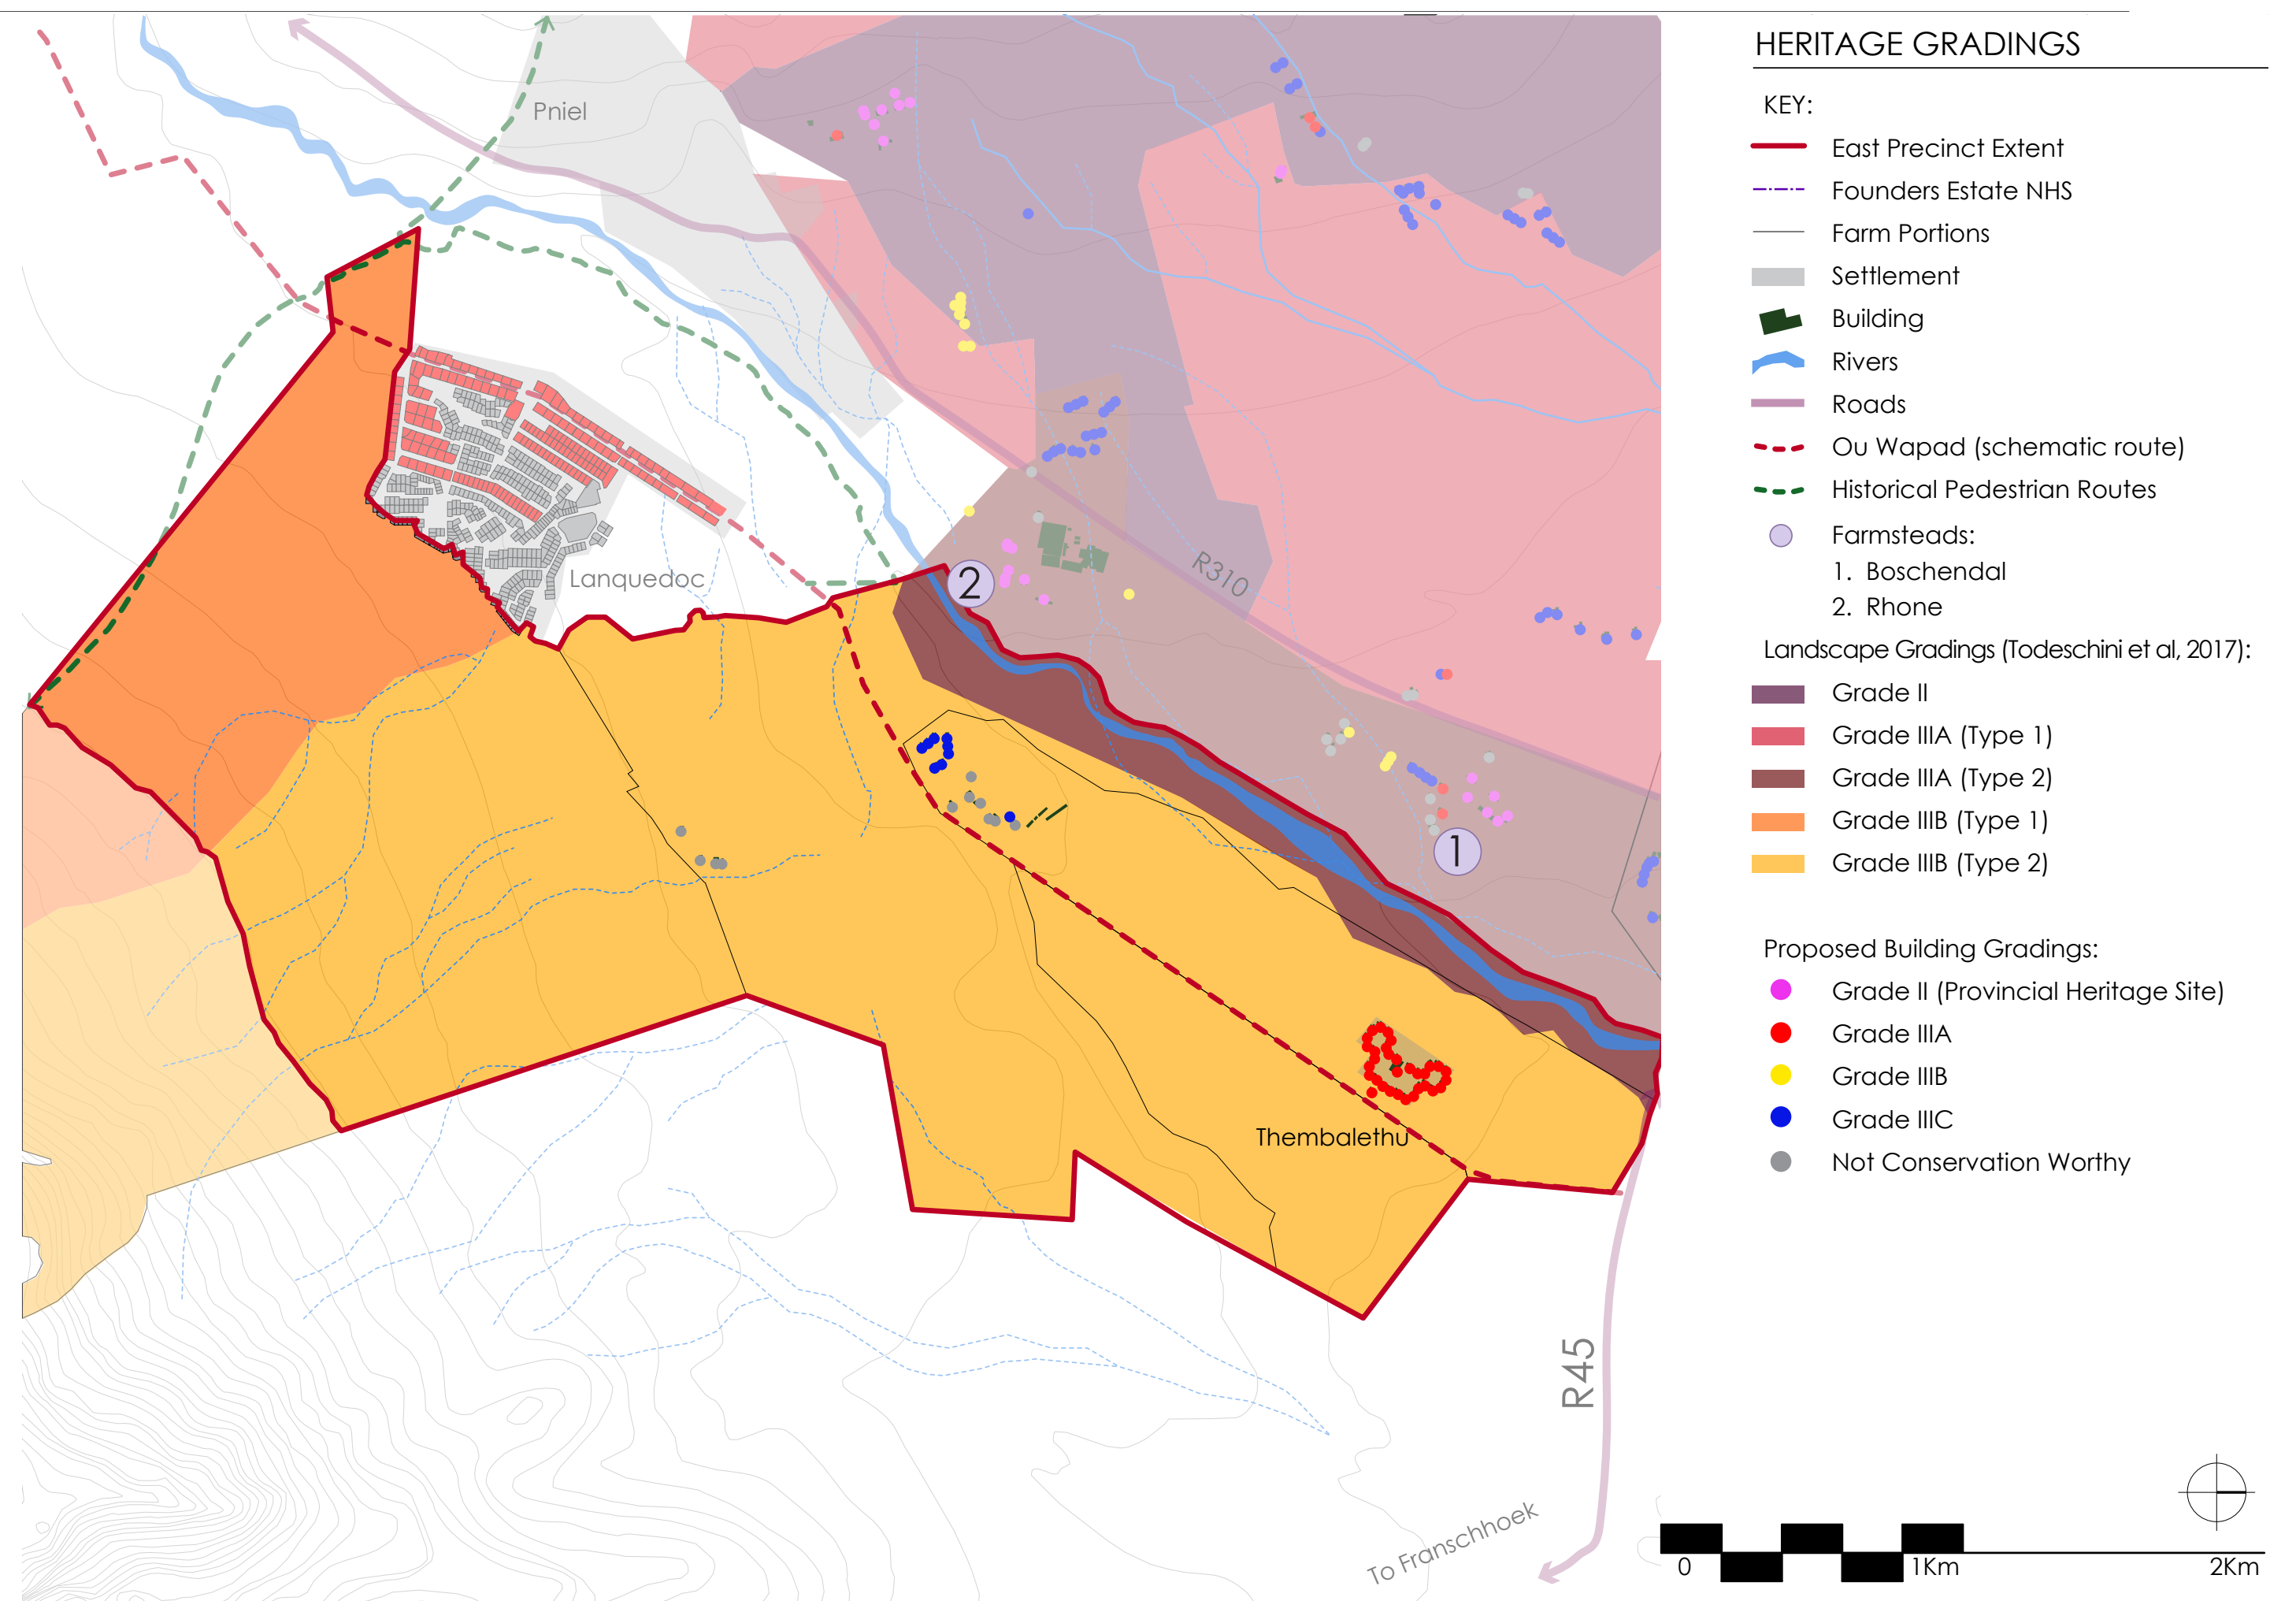 HERITAGE GRADINGS
KEY:
East Precinct Extent
Founders Estate NHS
Farm Portions
Settlement
Building
Rivers
Roads
Ou Wapad (schematic route)
Historical Pedestrian Routes
Farmsteads:
1. Boschendal
2. Rhone
Landscape Gradings (Todeschini et al, 2017):
Grade II
Grade IIIA (Type 1)
Grade IIIA (Type 2)
Grade IIIB (Type 1)
Grade IIIB (Type 2)
Proposed Building Gradings:
Grade II (Provincial Heritage Site)
Grade IIIA
Grade IIIB
Grade IIIC
Not Conservation Worthy
Pniel
Lanquedoc
2
R310
1
Thembalethu
R45
To Franschhoek
0 1Km 2Km